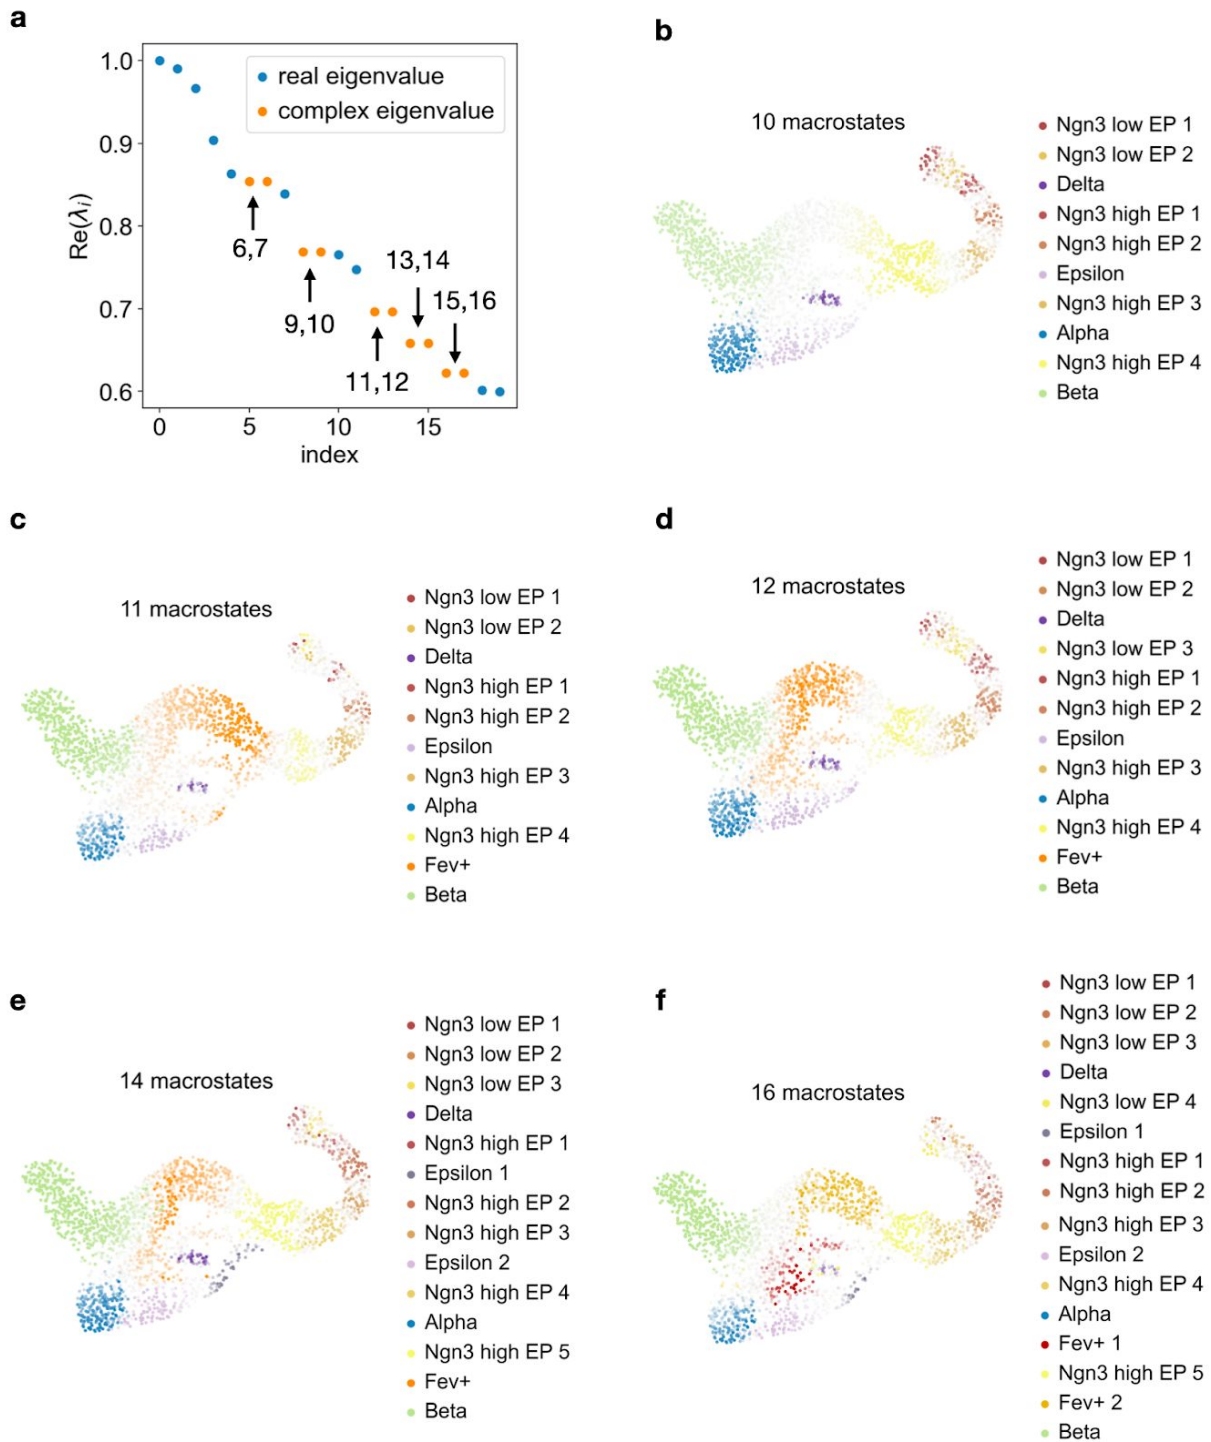 a
1.0
0.9
0.8
0.7
0.6
Re(λi)
real eigenvalue
complex eigenvalue
6,7
9,10
11,12
13,14
15,16
0
5
10
15
index
b
10 macrostates
Ngn3 low EP 1
Ngn3 low EP 2
Delta
Ngn3 high EP 1
Ngn3 high EP 2
Epsilon
Ngn3 high EP 3
Alpha
Ngn3 high EP 4
Beta
c
11 macrostates
Ngn3 low EP 1
Ngn3 low EP 2
Delta
Ngn3 high EP 1
Ngn3 high EP 2
Epsilon
Ngn3 high EP 3
Alpha
Ngn3 high EP 4
Fev+
Beta
d
12 macrostates
Ngn3 low EP 1
Ngn3 low EP 2
Delta
Ngn3 low EP 3
Ngn3 high EP 1
Ngn3 high EP 2
Epsilon
Ngn3 high EP 3
Alpha
Ngn3 high EP 4
Fev+
Beta
e
14 macrostates
Ngn3 low EP 1
Ngn3 low EP 2
Ngn3 low EP 3
Delta
Ngn3 high EP 1
Epsilon 1
Ngn3 high EP 2
Ngn3 high EP 3
Epsilon 2
Ngn3 high EP 4
Alpha
Ngn3 high EP 5
Fev+
Beta
f
16 macrostates
Ngn3 low EP 1
Ngn3 low EP 2
Ngn3 low EP 3
Delta
Ngn3 low EP 4
Epsilon 1
Ngn3 high EP 1
Ngn3 high EP 2
Ngn3 high EP 3
Epsilon 2
Ngn3 high EP 4
Alpha
Fev+ 1
Ngn3 high EP 5
Fev+ 2
Beta